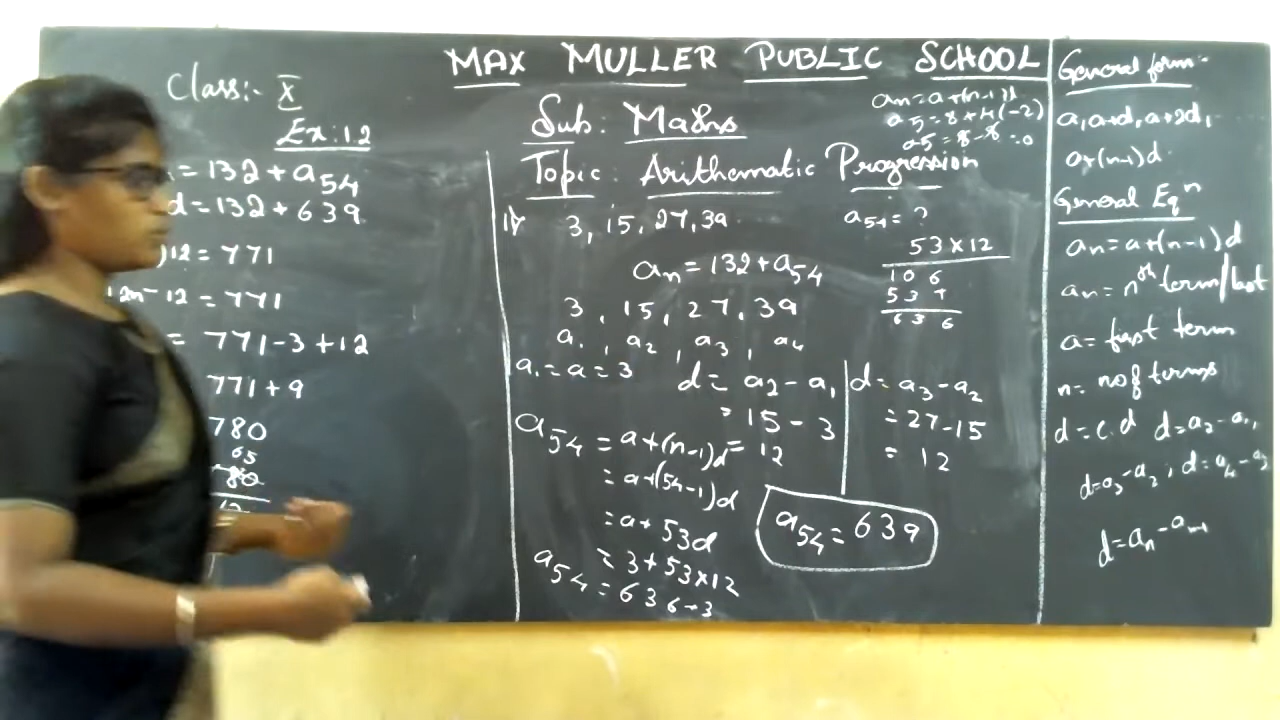 MAX MULLER PUBLIC SCHOOL
Class:- X
Ex:1.2
= 132 + a54
d = 132 + 639
)12 = 771
12n - 12 = 771
= 771 - 3 + 12
771 + 9
780
65
780
12
Sub: Maths
Topic: Arithematic Progression
an = a + (n-1)d
a5 = 8 + 4(-2)
a5 = 8 - 8 = 0
3, 15, 27, 39
a54 = ?
an = 132 + a54
53 x 12
106
53+
636
3, 15, 27, 39
a1, a2, a3, a4
a1 = a = 3
d = a2 - a1
= 15 - 3
= 12
d = a3 - a2
= 27 - 15
= 12
a54 = a + (n-1)d
= a + (54-1)d
= a + 53d
= 3 + 53 x 12
a54 = 636 + 3
a54 = 639
General form:-
a, a+d, a+2d,
a+(n-1)d
General Eqn
an = a + (n-1)d
an = nth term/last
a = first term
n = no of terms
d = c.d d = a2 - a1,
d = a3 - a2, d = a4 - a3
d = an - an-1